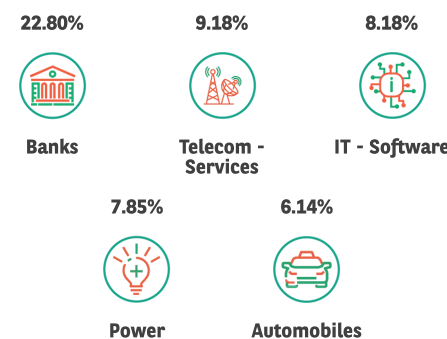 22.80% 9.18% 8.18%
Banks Telecom - IT - Software
Services
7.85% 6.14%
Power Automobiles